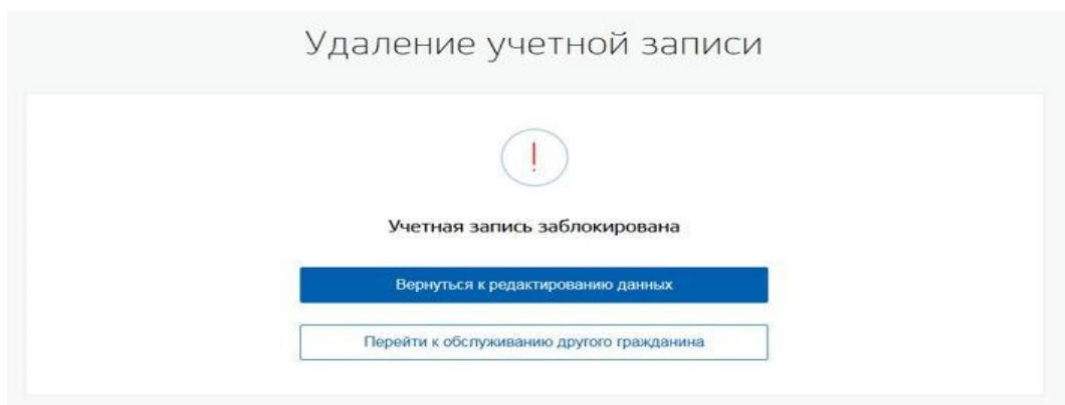 Удаление учетной записи
!
Учетная запись заблокирована
Вернуться к редактированию данных
Перейти к обслуживанию другого гражданина